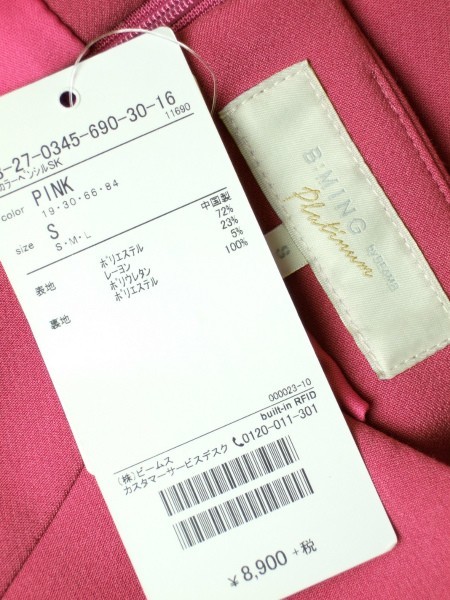 -27-0345-690-30-16
11690
カラーペンシルSK
color PINK
19・30・66・84
size S
S・M・L
中国製
表地 ポリエステル 72%
レーヨン 23%
ポリウレタン 5%
裏地 ポリエステル 100%
000023-10
built-in RFID
(株)ビームス
カスタマーサービスデスク 0120-011-301
¥8,900 +税
B:MING
Platinum
by BEAMS
S